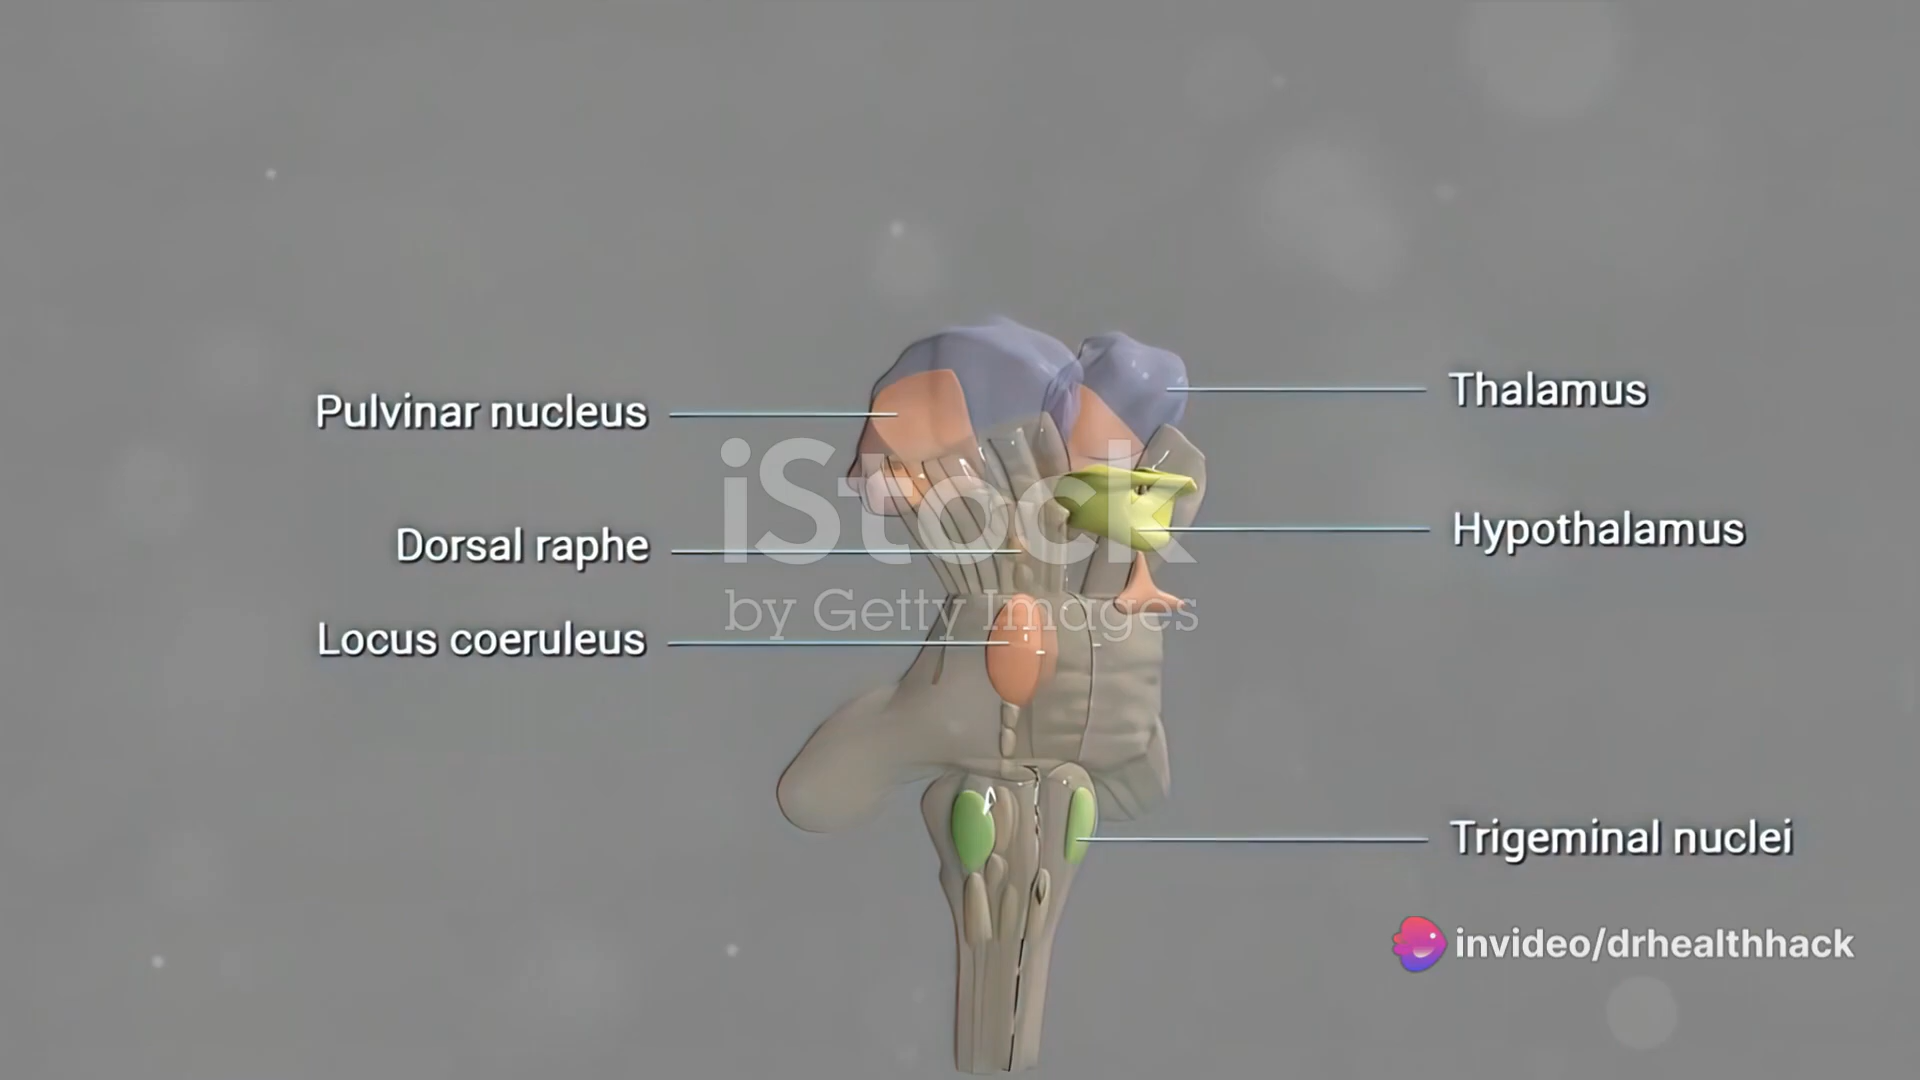 Pulvinar nucleus
Thalamus
iStock
Dorsal raphe
Hypothalamus
by Getty Images
Locus coeruleus
Trigeminal nuclei
invideo/drhealthhack